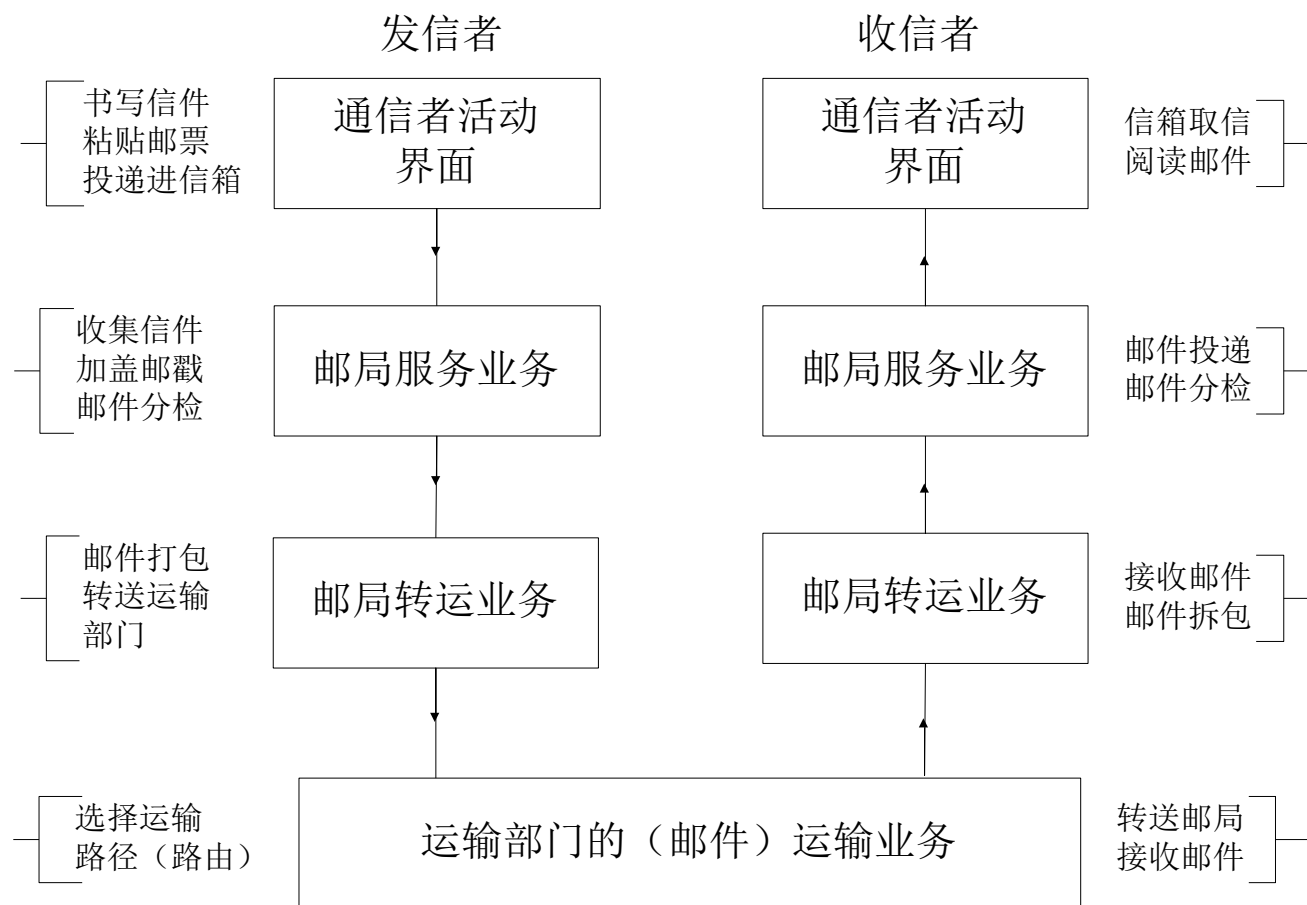 发信者
收信者
书写信件
粘贴邮票
投递进信箱
通信者活动
界面
通信者活动
界面
信箱取信
阅读邮件
收集信件
加盖邮戳
邮件分检
邮局服务业务
邮局服务业务
邮件投递
邮件分检
邮件打包
转送运输
部门
邮局转运业务
邮局转运业务
接收邮件
邮件拆包
选择运输
路径（路由）
运输部门的（邮件）运输业务
转送邮局
接收邮件